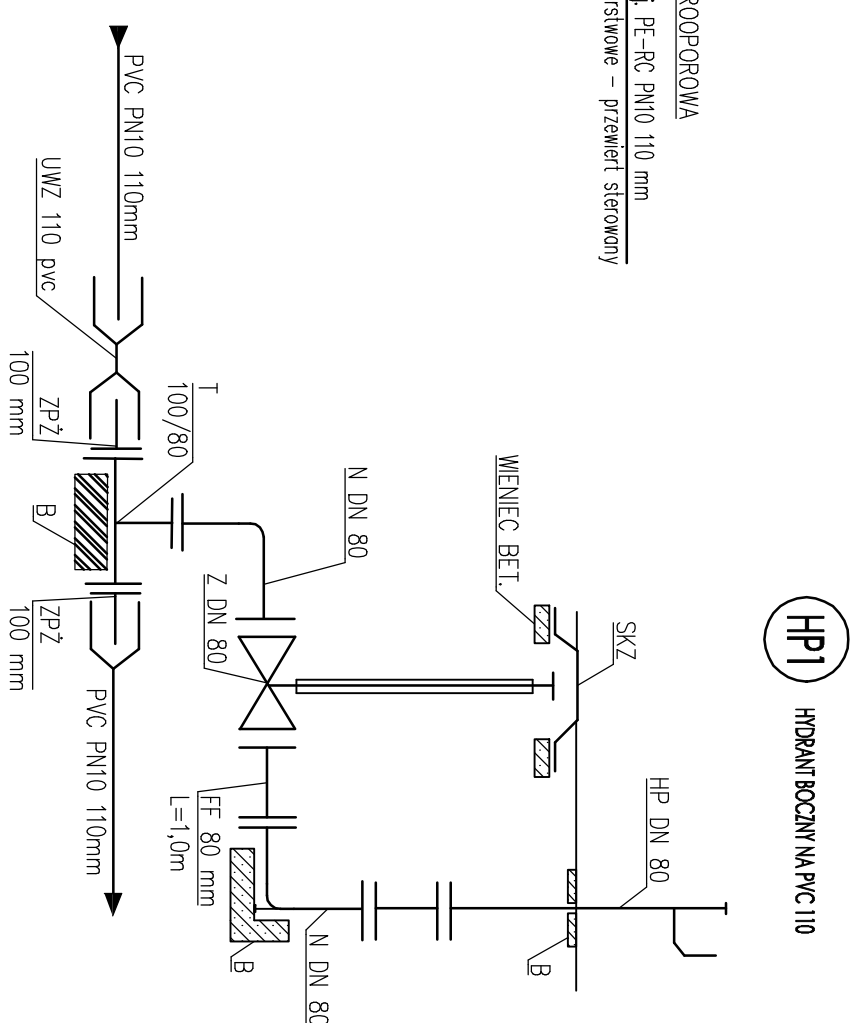 ROOPOROWA
PE-RC PN10 110 mm
rstwowe - przewiert sterowany
HP1
HYDRANT BOCZNY NA PVC 110
HP DN 80
SKZ
WIENIEC BET.
B
N DN 80
Z DN 80
FF 80 mm
L=1,0m
N DN 80
B
T
100/80
PVC PN10 110mm
UWZ 110 pvc
ZPŻ
100 mm
B
ZPŻ
100 mm
PVC PN10 110mm